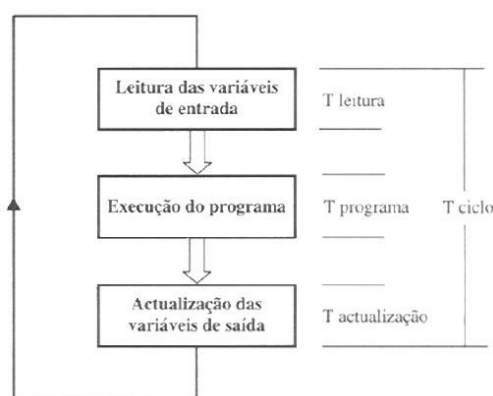 Leitura das variáveis
de entrada
T leitura
Execução do programa
T programa
T ciclo
Actualização das
variáveis de saída
T actualização